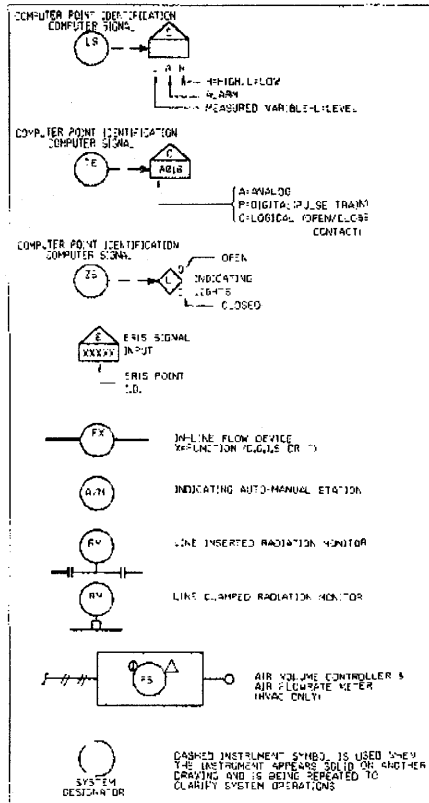 COMPUTER POINT IDENTIFICATION
COMPUTER SIGNAL
LS
C
L A H
H=HIGH, L=LOW
ALARM
MEASURED VARIABLE-L=LEVEL
COMPUTER POINT IDENTIFICATION
COMPUTER SIGNAL
TE
C
A016
A=ANALOG
P=DIGITAL(PULSE TRAIN)
C=LOGICAL (OPEN/CLOSE
CONTACT)
COMPUTER POINT IDENTIFICATION
COMPUTER SIGNAL
ZS
L
O
C
OPEN
INDICATING
LIGHTS
CLOSED
E
XXXXX
ERIS SIGNAL
INPUT
ERIS POINT
I.D.
FX
IN-LINE FLOW DEVICE
X=FUNCTION
A/M
INDICATING AUTO-MANUAL STATION
RM
LINE INSERTED RADIATION MONITOR
RM
LINE CLAMPED RADIATION MONITOR
FS
AIR VOLUME CONTROLLER &
AIR FLOWRATE METER
(HVAC ONLY)
SYSTEM
DESIGNATOR
DASHED INSTRUMENT SYMBOL IS USED WHEN
THE INSTRUMENT APPEARS SOLID ON ANOTHER
DRAWING AND IS BEING REPEATED TO
CLARIFY SYSTEM OPERATIONS